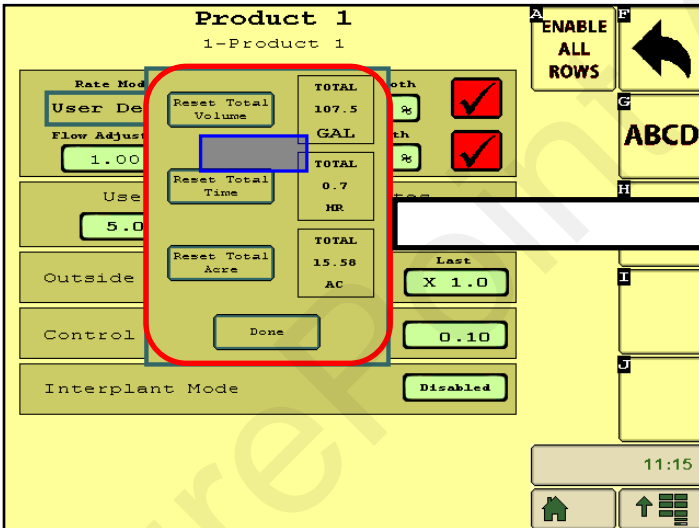 Product 1
1-Product 1
ENABLE
ALL
ROWS
A
F
G
ABCD
H
I
J
Rate Mod
User De
oth
%
Flow Adjust
1.00
th
%
Reset Total
Volume
TOTAL
107.5
GAL
Reset Total
Time
TOTAL
0.7
HR
Reset Total
Acre
TOTAL
15.58
AC
Done
Use
5.0
Outside
Last
X 1.0
Control
0.10
Interplant Mode
Disabled
11:15